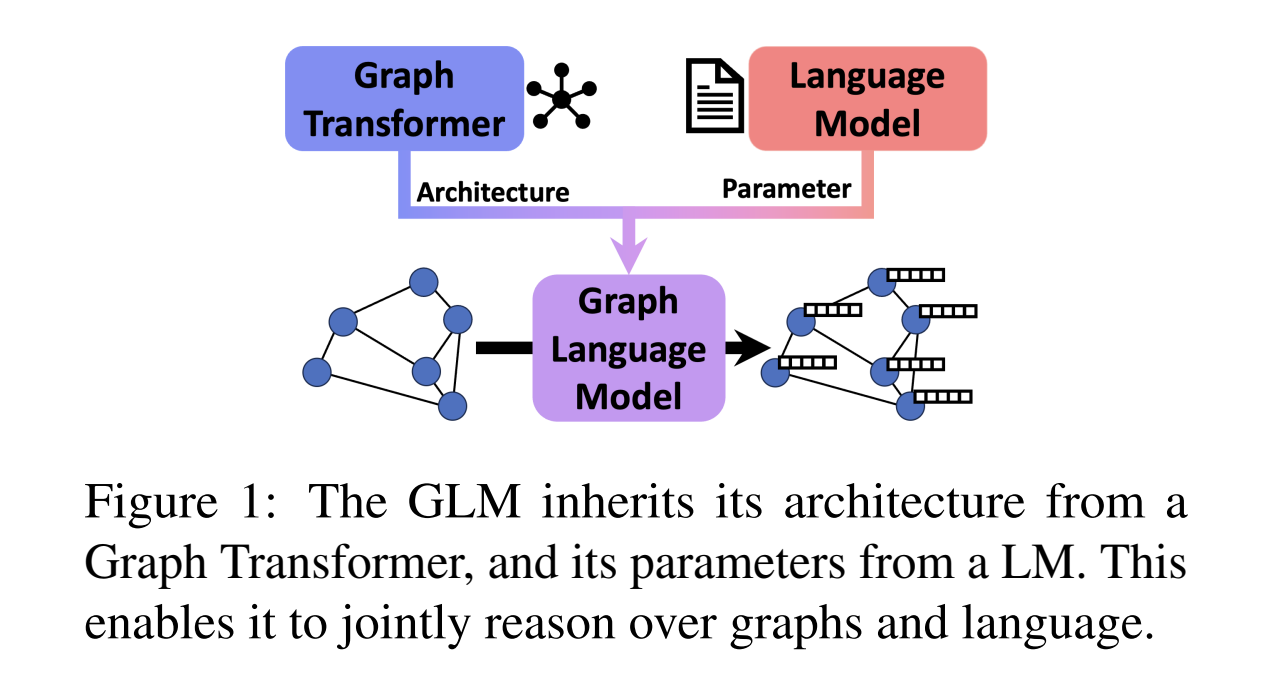 Graph
Transformer
Language
Model
Architecture
Parameter
Graph
Language
Model
Figure 1: The GLM inherits its architecture from a
Graph Transformer, and its parameters from a LM. This
enables it to jointly reason over graphs and language.